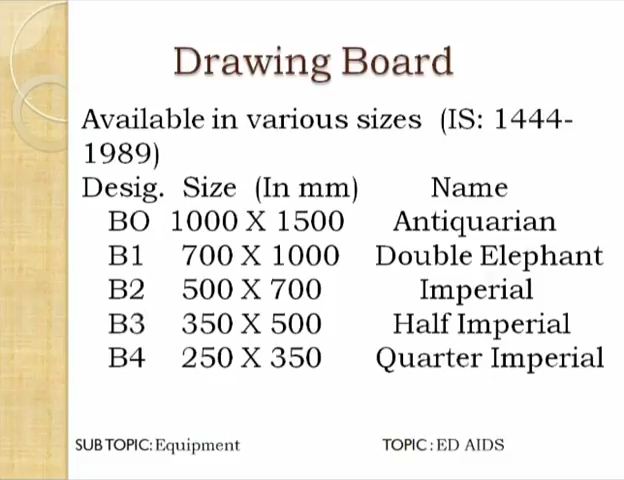 Drawing Board
Available in various sizes (IS: 1444-
1989)
Desig. Size (In mm) Name
BO 1000 X 1500 Antiquarian
B1 700 X 1000 Double Elephant
B2 500 X 700 Imperial
B3 350 X 500 Half Imperial
B4 250 X 350 Quarter Imperial
SUB TOPIC: Equipment TOPIC : ED AIDS